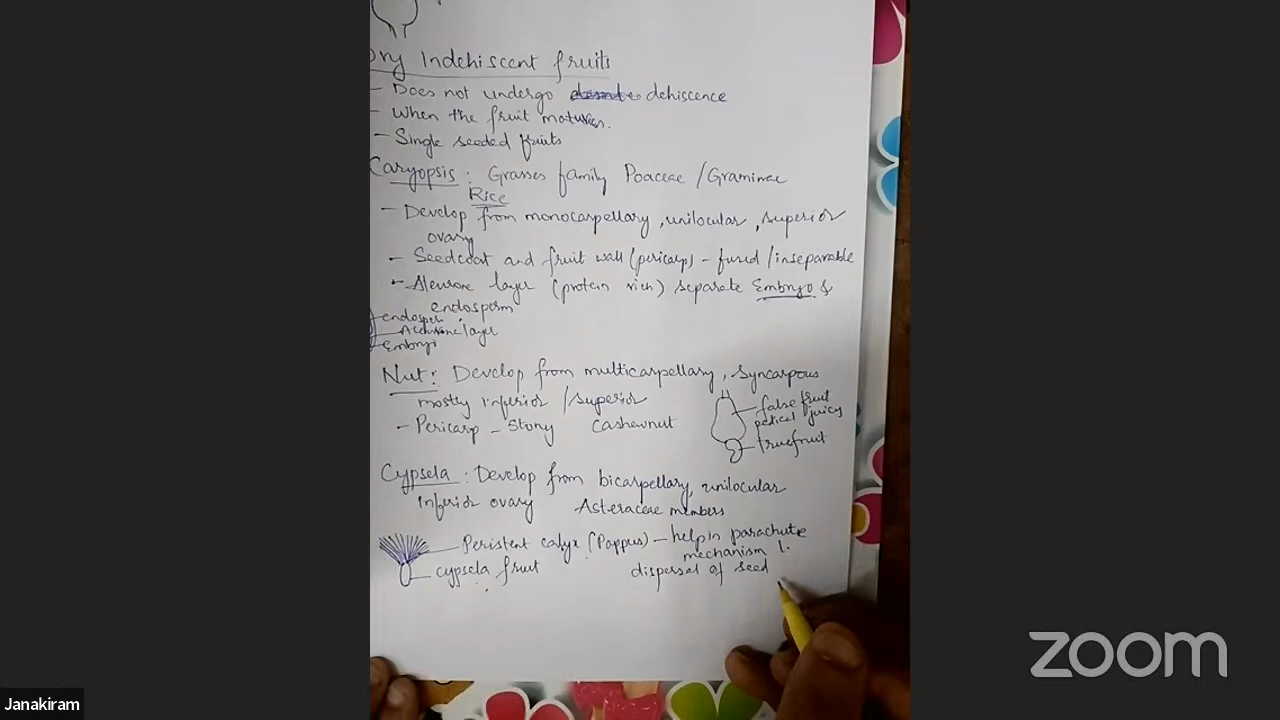 Dry Indehiscent fruits
- Does not undergo dehiscence
- When the fruit matures.
- Single seeded fruits
Caryopsis : Grasses family Poaceae / Graminae
Rice
- Develop from monocarpellary, unilocular, superior
ovary
- Seedcoat and fruit wall (pericarp) - fused / inseparable
- Aleurone layer (protein rich) separate Embryo &
endosperm
endosperm
Aleurone layer
Embryo
Nut : Develop from multicarpellary, syncarpous
mostly inferior / superior
- Pericarp - Stony cashewnut
false fruit
pedicel juicy
true fruit
Cypsela : Develop from bicarpellary, unilocular
inferior ovary Asteraceae members
Peristent calyx (Pappus) - help in parachute
mechanism
cypsela fruit
dispersal of seed
zoom
Janakiram